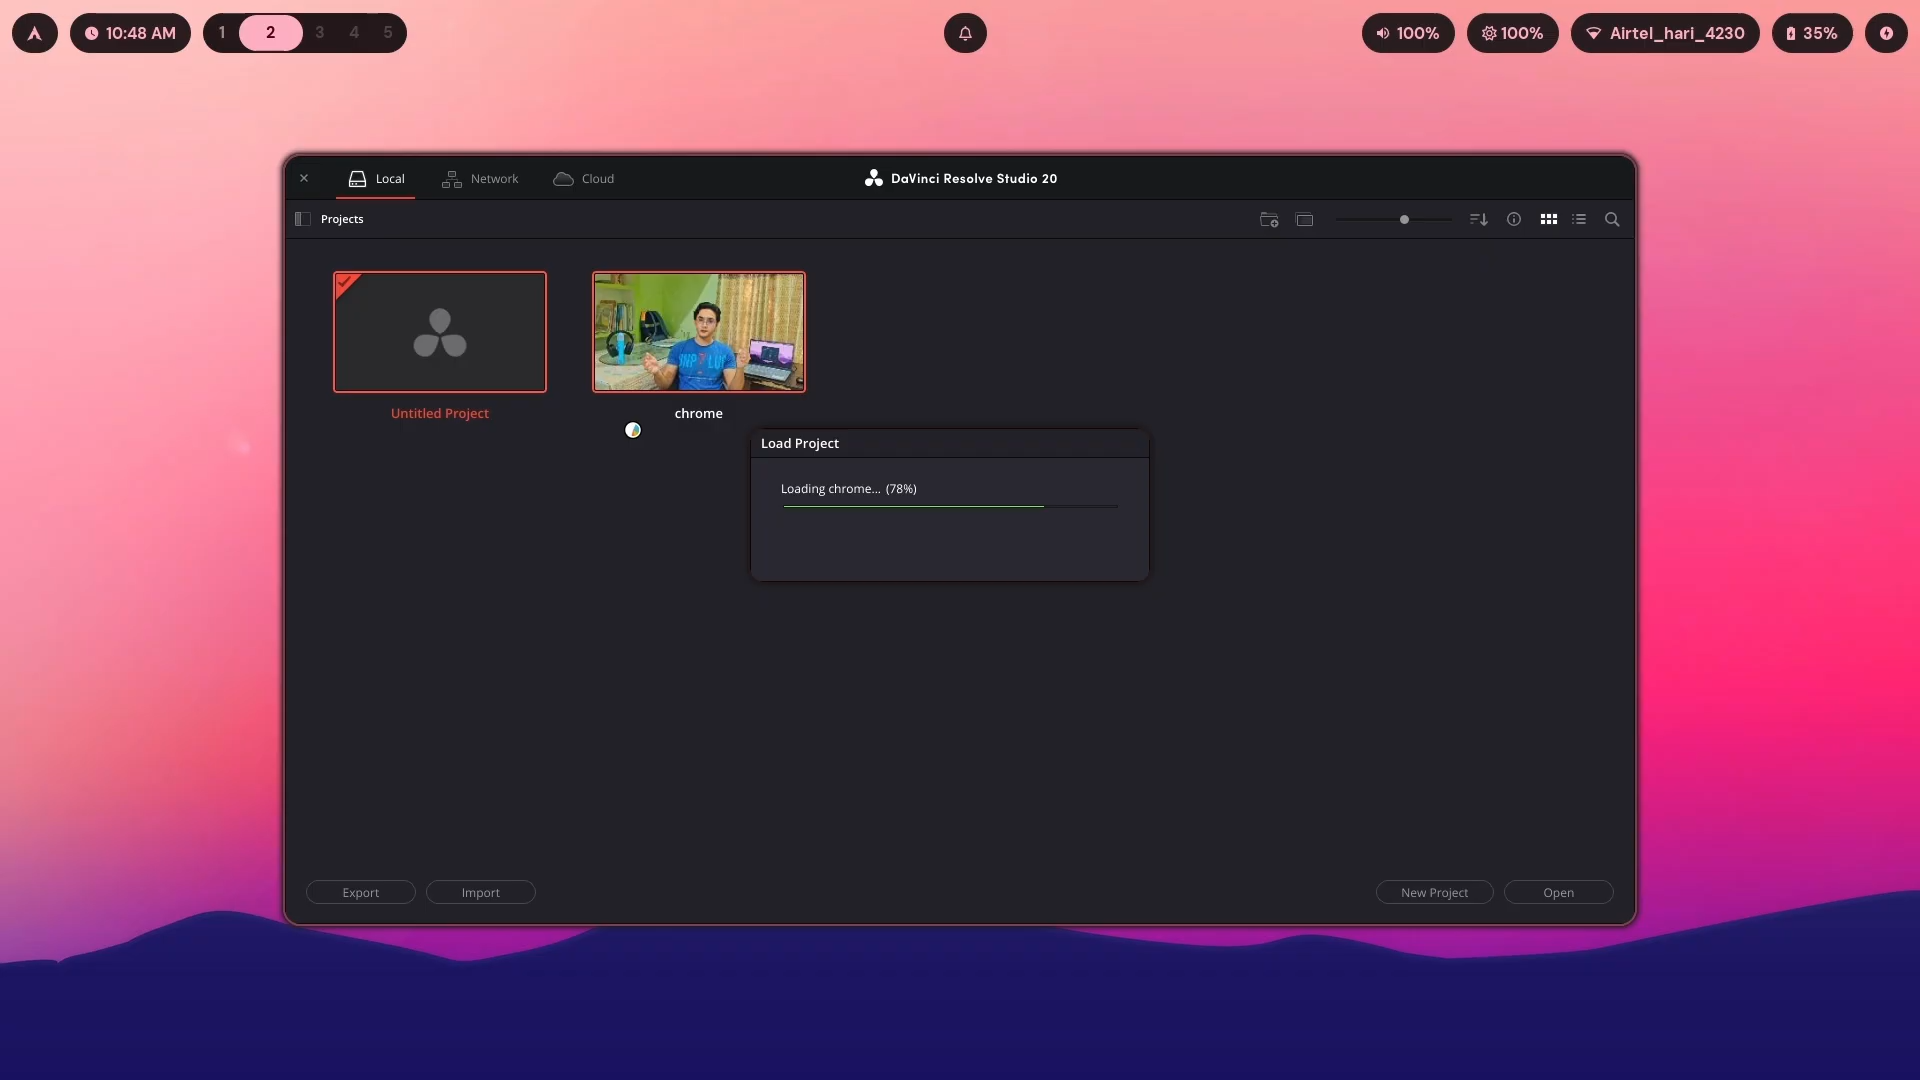 10:48 AM
1 2 3 4 5
100%
100%
Airtel_hari_4230
35%
Local
Network
Cloud
DaVinci Resolve Studio 20
Projects
Untitled Project
chrome
Load Project
Loading chrome... (78%)
Export
Import
New Project
Open